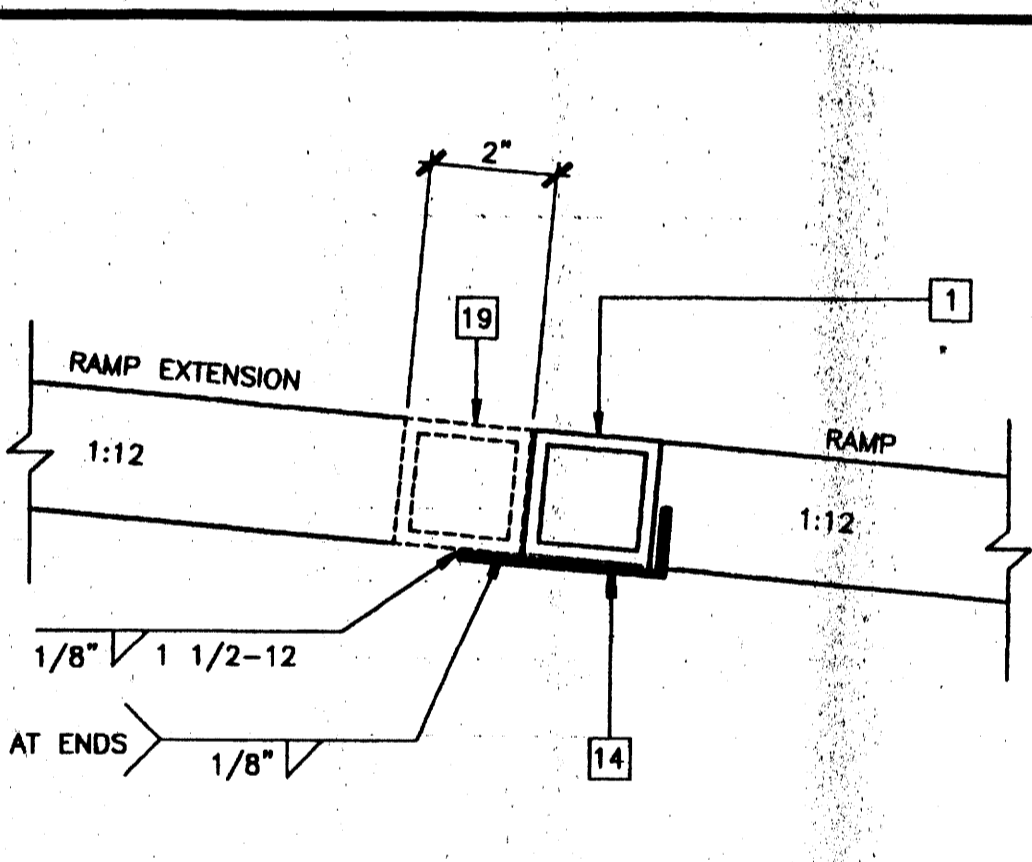 2"
19
1
RAMP EXTENSION
1:12
RAMP
1:12
1/8" 1 1/2-12
AT ENDS
1/8"
14